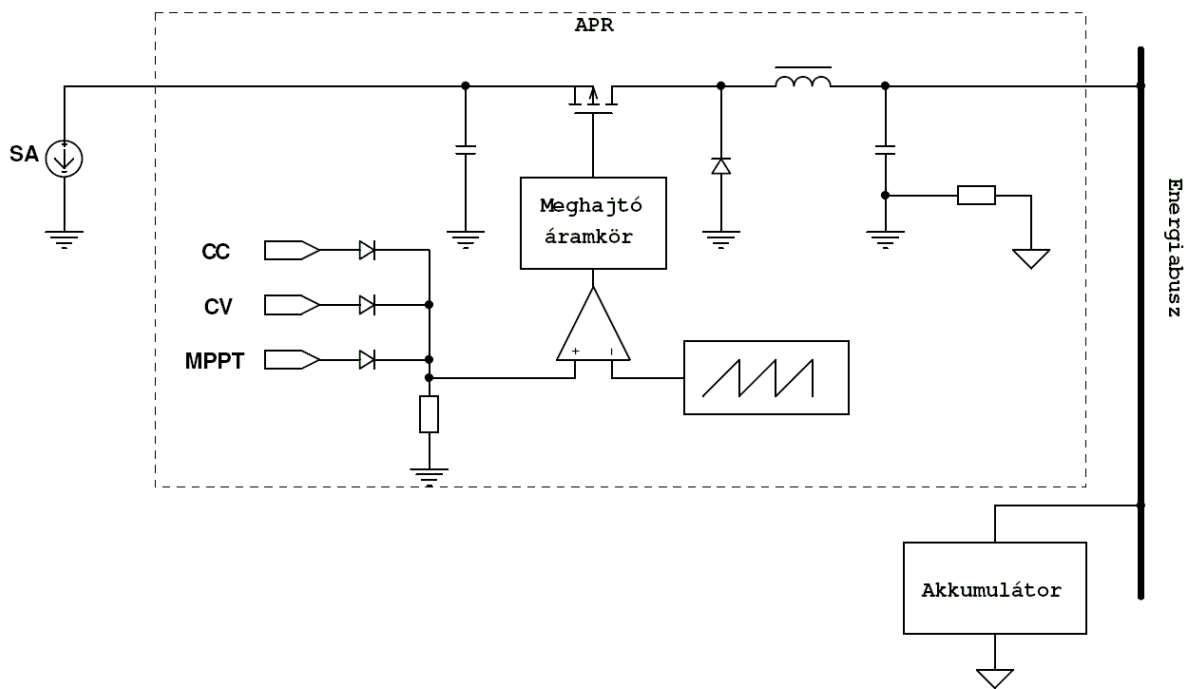 APR
SA
Energiabusz
Meghajtó
áramkör
CC
CV
MPPT
+
-
Akkumulátor